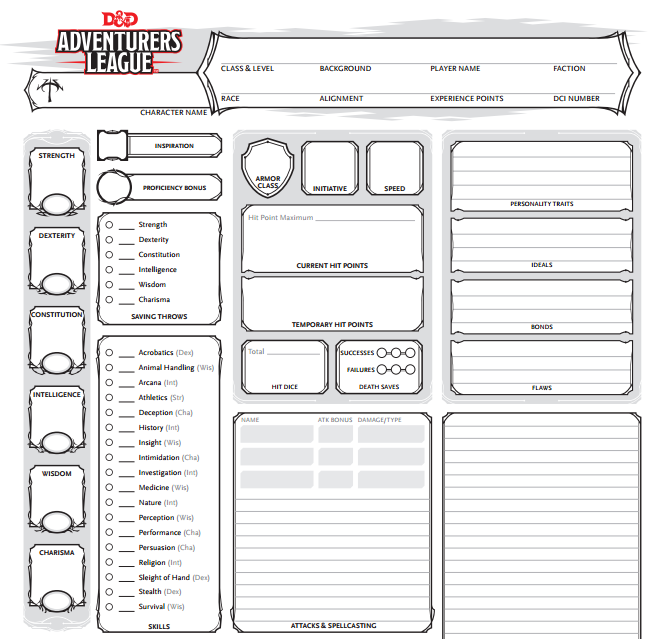 D&D
ADVENTURERS
LEAGUE
CLASS & LEVEL BACKGROUND PLAYER NAME FACTION
RACE ALIGNMENT EXPERIENCE POINTS DCI NUMBER
CHARACTER NAME
STRENGTH
DEXTERITY
CONSTITUTION
INTELLIGENCE
WISDOM
CHARISMA
INSPIRATION
PROFICIENCY BONUS
Strength
Dexterity
Constitution
Intelligence
Wisdom
Charisma
SAVING THROWS
Acrobatics (Dex)
Animal Handling (Wis)
Arcana (Int)
Athletics (Str)
Deception (Cha)
History (Int)
Insight (Wis)
Intimidation (Cha)
Investigation (Int)
Medicine (Wis)
Nature (Int)
Perception (Wis)
Performance (Cha)
Persuasion (Cha)
Religion (Int)
Sleight of Hand (Dex)
Stealth (Dex)
Survival (Wis)
SKILLS
ARMOR
CLASS
INITIATIVE
SPEED
Hit Point Maximum
CURRENT HIT POINTS
TEMPORARY HIT POINTS
Total
HIT DICE
SUCCESSES
FAILURES
DEATH SAVES
NAME ATK BONUS DAMAGE/TYPE
ATTACKS & SPELLCASTING
PERSONALITY TRAITS
IDEALS
BONDS
FLAWS